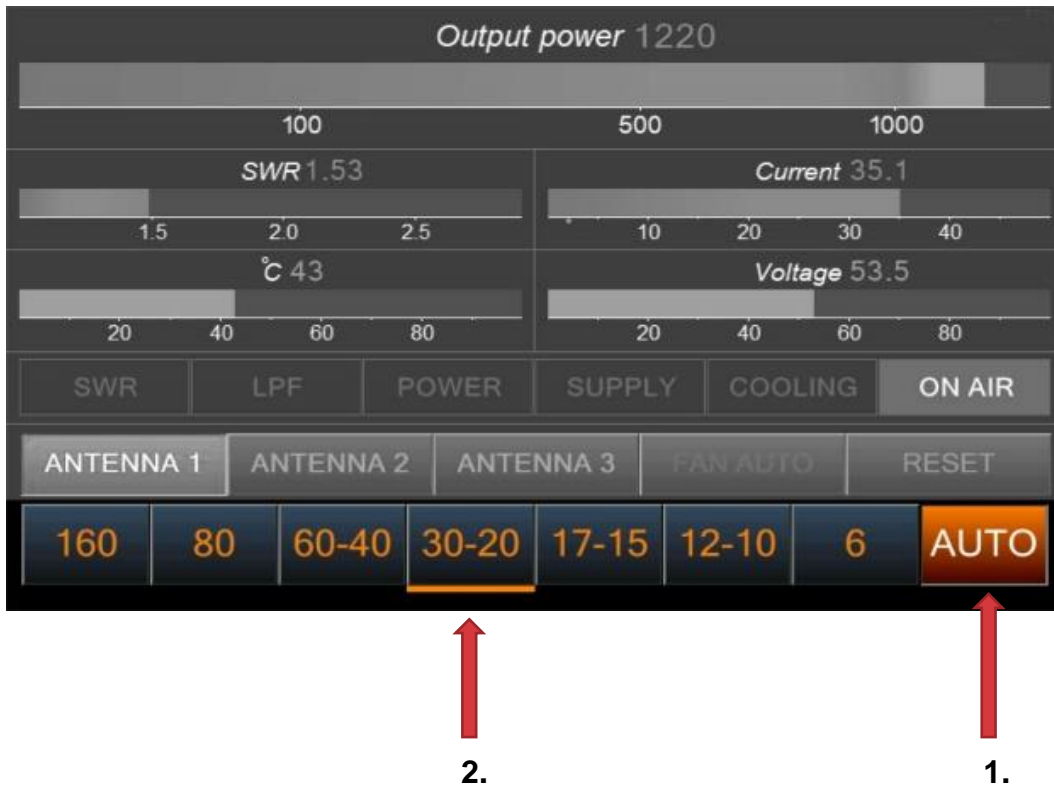 Output power 1220
100 500 1000
SWR 1.53 Current 35.1
1.5 2.0 2.5 10 20 30 40
°C 43 Voltage 53.5
20 40 60 80 20 40 60 80
SWR LPF POWER SUPPLY COOLING ON AIR
ANTENNA 1 ANTENNA 2 ANTENNA 3 FAN AUTO RESET
160 80 60-40 30-20 17-15 12-10 6 AUTO
2. 1.